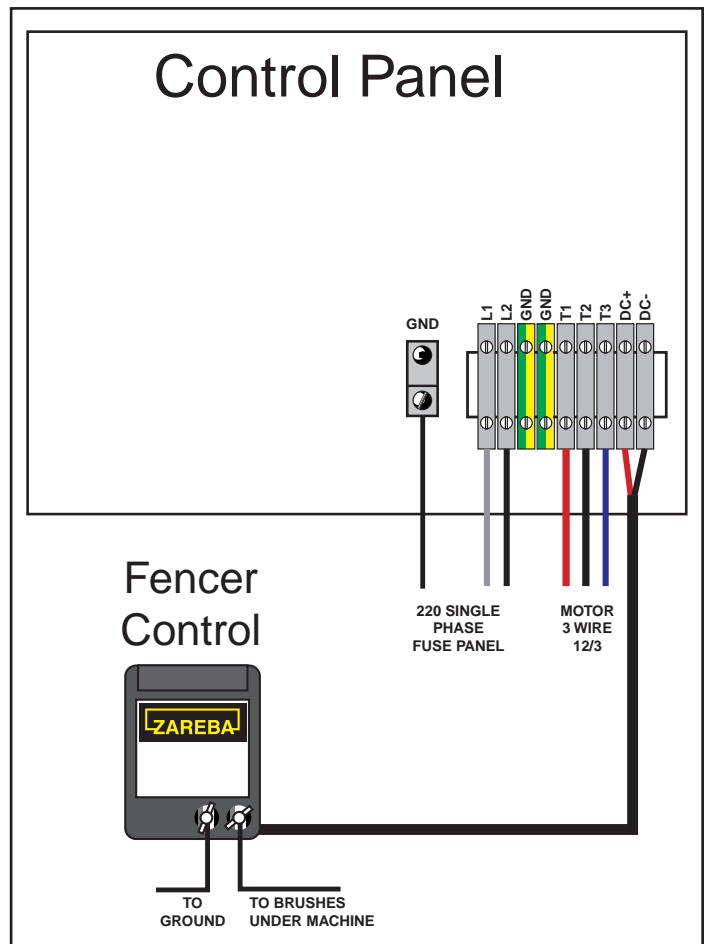 Control Panel
GND
L1
L2
GND
GND
T1
T2
T3
DC+
DC-
220 SINGLE
PHASE
FUSE PANEL
MOTOR
3 WIRE
12/3
Fencer
Control
ZAREBA
TO
GROUND
TO BRUSHES
UNDER MACHINE